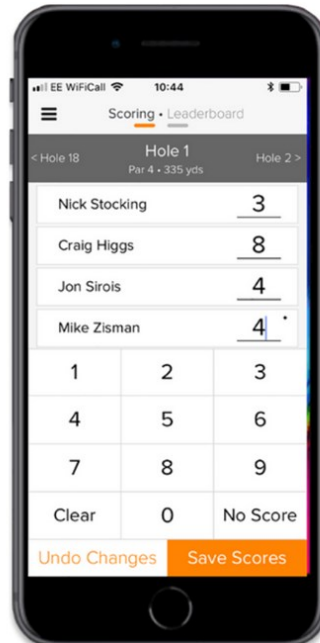 EE WiFiCall 10:44
Scoring • Leaderboard
< Hole 18 Hole 1 Hole 2 >
Par 4 • 335 yds
Nick Stocking 3
Craig Higgs 8
Jon Sirois 4
Mike Zisman 4
1 2 3
4 5 6
7 8 9
Clear 0 No Score
Undo Changes Save Scores